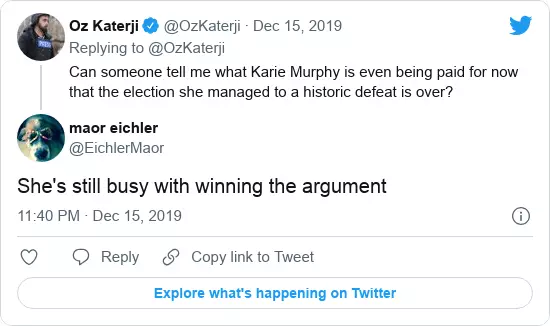 Oz Katerji @OzKaterji · Dec 15, 2019
Replying to @OzKaterji
Can someone tell me what Karie Murphy is even being paid for now
that the election she managed to a historic defeat is over?
maor eichler
@EichlerMaor
She's still busy with winning the argument
11:40 PM · Dec 15, 2019
Reply
Copy link to Tweet
Explore what's happening on Twitter